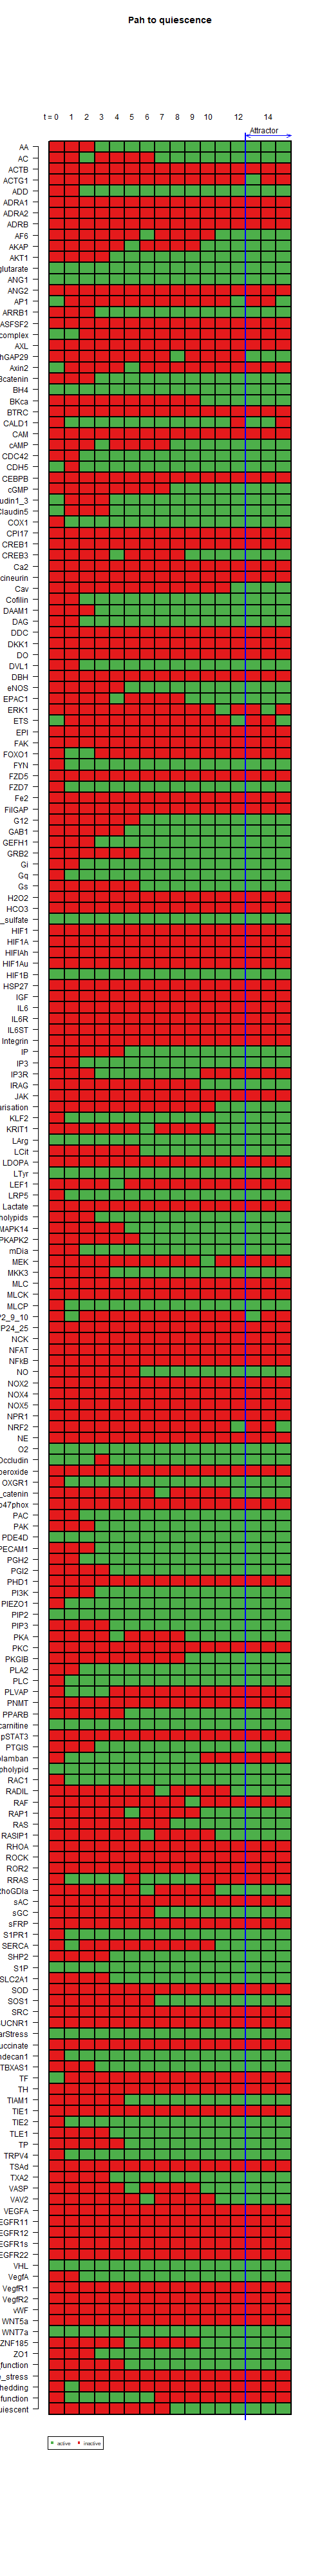 Pah to quiescence
Attractor
t = 0 1 2 3 4 5 6 7 8 9 10 12 14
AA
AC
ACTB
ACTG1
ADD
ADRA1
ADRA2
ADRB
AF6
AKAP
AKT1
glutarate
ANG1
ANG2
AP1
ARRB1
ASFSF2
complex
AXL
hGAP29
Axin2
3catenin
BH4
BKca
BTRC
CALD1
CAM
cAMP
CDC42
CDH5
CEBPB
cGMP
udin1_3
Claudin5
COX1
CPI17
CREB1
CREB3
Ca2
cineurin
Cav
Cofilin
DAAM1
DAG
DDC
DKK1
DO
DVL1
DBH
eNOS
EPAC1
ERK1
ETS
EPI
FAK
FOXO1
FYN
FZD5
FZD7
Fe2
FilGAP
G12
GAB1
GEFH1
GRB2
Gi
Gq
Gs
H2O2
HCO3
_sulfate
HIF1
HIF1A
HIFIAh
HIF1Au
HIF1B
HSP27
IGF
IL6
IL6R
IL6ST
Integrin
IP
IP3
IP3R
IRAG
JAK
arisation
KLF2
KRIT1
LArg
LCit
LDOPA
LTyr
LEF1
LRP5
Lactate
holypids
MAPK14
PKAPK2
mDia
MEK
MKK3
MLC
MLCK
MLCP
P2_9_10
P24_25
NCK
NFAT
NFkB
NO
NOX2
NOX4
NOX5
NPR1
NRF2
NE
O2
Occludin
peroxide
OXGR1
_catenin
p47phox
PAC
PAK
PDE4D
PECAM1
PGH2
PGI2
PHD1
PI3K
PIEZO1
PIP2
PIP3
PKA
PKC
PKGIB
PLA2
PLC
PLVAP
PNMT
PPARB
carnitine
pSTAT3
PTGIS
olamban
pholypid
RAC1
RADIL
RAF
RAP1
RAS
RASIP1
RHOA
ROCK
ROR2
RRAS
RhoGDIa
sAC
sGC
sFRP
S1PR1
SERCA
SHP2
S1P
SLC2A1
SOD
SOS1
SRC
SUCNR1
arStress
uccinate
ndecan1
TBXAS1
TF
TH
TIAM1
TIE1
TIE2
TLE1
TP
TRPV4
TSAd
TXA2
VASP
VAV2
VEGFA
EGFR11
EGFR12
EGFR1s
EGFR22
VHL
VegfA
VegfR1
VegfR2
vWF
WNT5a
WNT7a
ZNF185
ZO1
_function
_stress
hedding
function
uiescent
active inactive